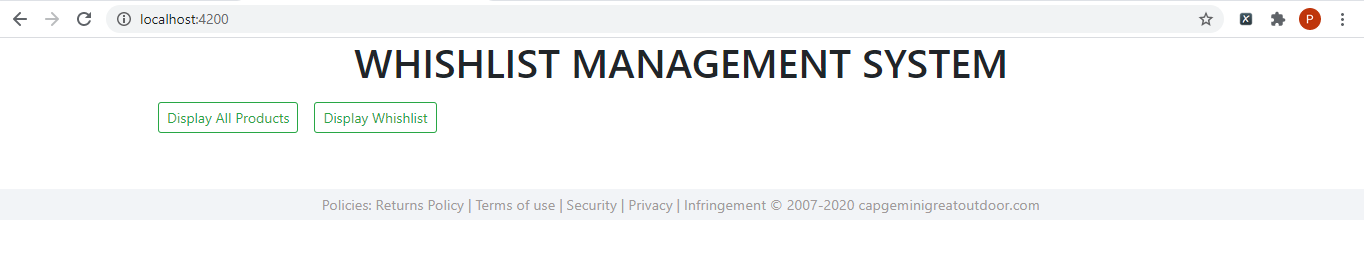 localhost:4200
P
WHISHLIST MANAGEMENT SYSTEM
Display All Products
Display Whishlist
Policies: Returns Policy | Terms of use | Security | Privacy | Infringement © 2007-2020 capgeminigreatoutdoor.com